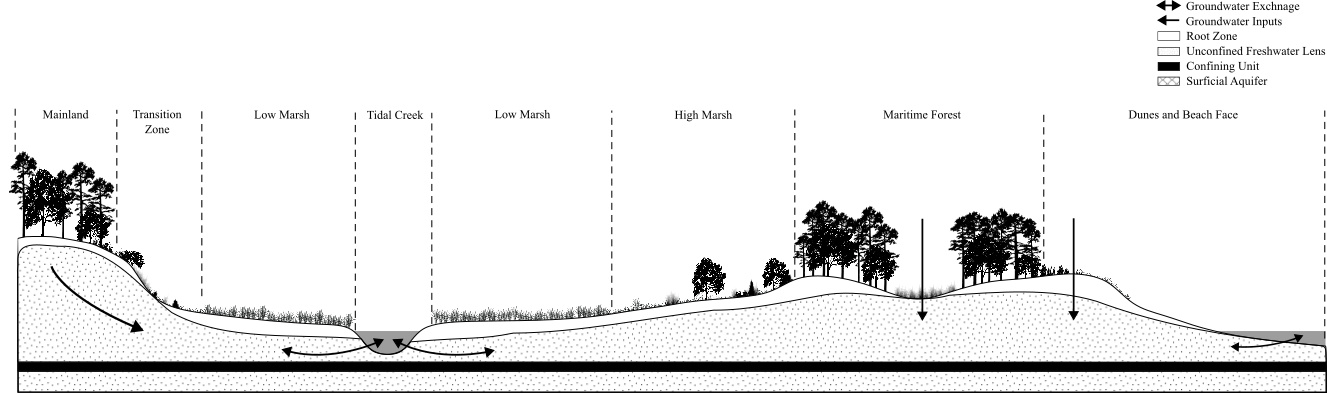 Groundwater Exchnage
Groundwater Inputs
Root Zone
Unconfined Freshwater Lens
Confining Unit
Surficial Aquifer
Mainland
Transition
Zone
Low Marsh
Tidal Creek
Low Marsh
High Marsh
Maritime Forest
Dunes and Beach Face